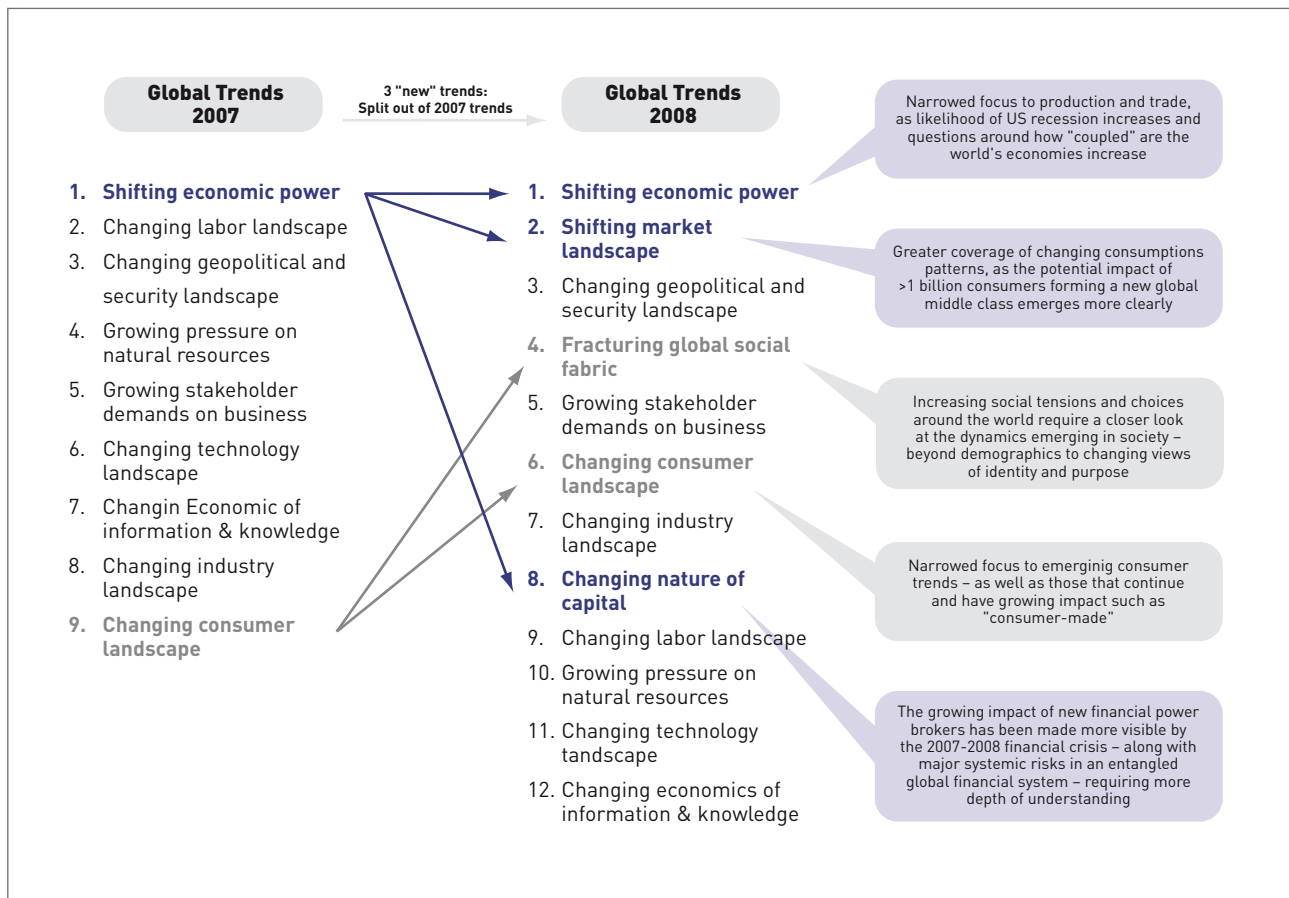 Global Trends
2007
3 "new" trends:
Split out of 2007 trends
Global Trends
2008
1. Shifting economic power
2. Changing labor landscape
3. Changing geopolitical and
security landscape
4. Growing pressure on
natural resources
5. Growing stakeholder
demands on business
6. Changing technology
landscape
7. Changin Economic of
information & knowledge
8. Changing industry
landscape
9. Changing consumer
landscape
1. Shifting economic power
2. Shifting market
landscape
3. Changing geopolitical and
security landscape
4. Fracturing global social
fabric
5. Growing stakeholder
demands on business
6. Changing consumer
landscape
7. Changing industry
landscape
8. Changing nature of
capital
9. Changing labor landscape
10. Growing pressure on
natural resources
11. Changing technology
tandscape
12. Changing economics of
information & knowledge
Narrowed focus to production and trade,
as likelihood of US recession increases and
questions around how "coupled" are the
world's economies increase
Greater coverage of changing consumptions
patterns, as the potential impact of
>1 billion consumers forming a new global
middle class emerges more clearly
Increasing social tensions and choices
around the world require a closer look
at the dynamics emerging in society –
beyond demographics to changing views
of identity and purpose
Narrowed focus to emerginig consumer
trends – as well as those that continue
and have growing impact such as
"consumer-made"
The growing impact of new financial power
brokers has been made more visible by
the 2007-2008 financial crisis – along with
major systemic risks in an entangled
global financial system – requiring more
depth of understanding